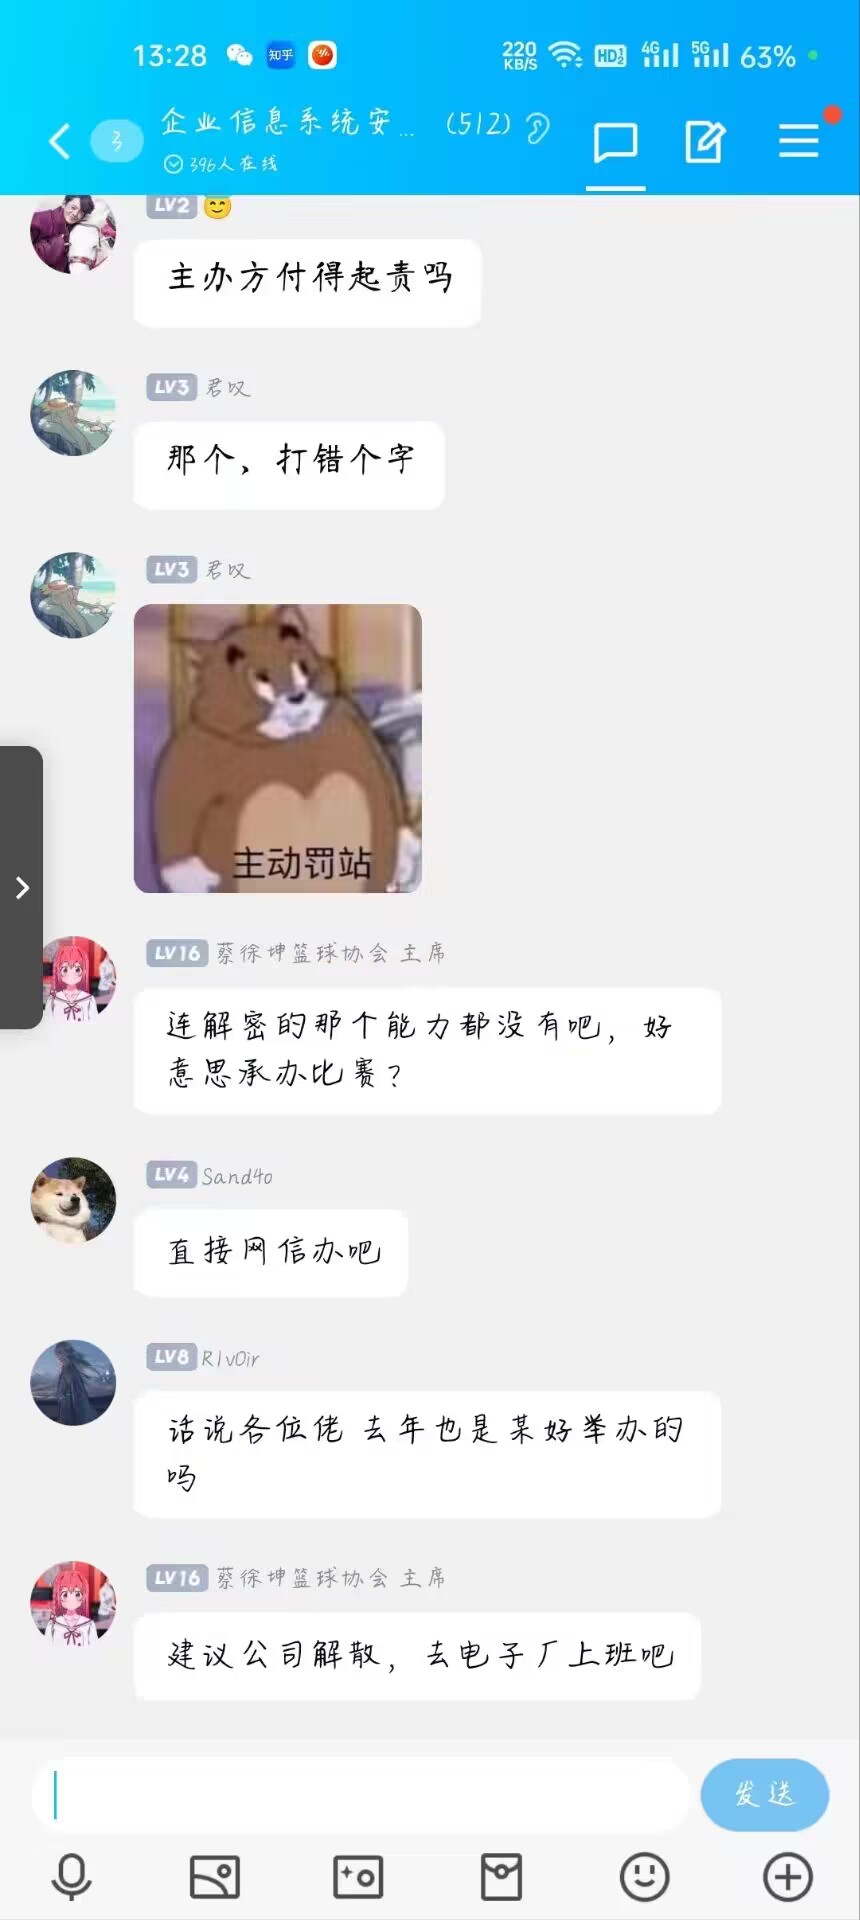 13:28
知乎
220
KB/S
HD
4G
5G
63%
3
企业信息系统安... (512)
396人在线
LV2
主办方付得起责吗
LV3 君叹
那个，打错个字
LV3 君叹
主动罚站
LV16 蔡徐坤篮球协会 主席
连解密的那个能力都没有吧，好
意思承办比赛？
LV4 Sand4o
直接网信办吧
LV8 R1v0ir
话说各位佬 去年也是某好举办的
吗
LV16 蔡徐坤篮球协会 主席
建议公司解散，去电子厂上班吧
发送